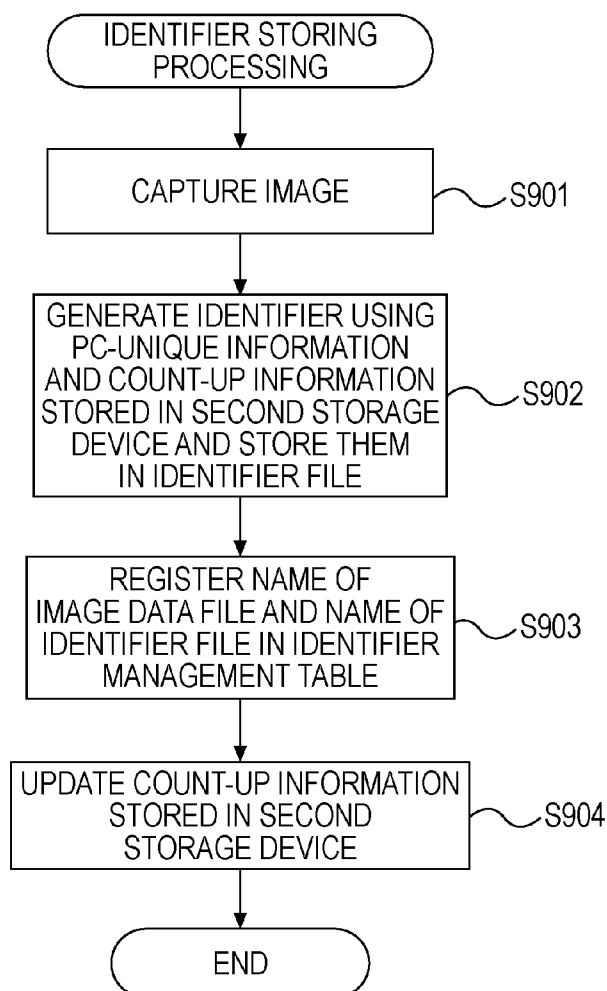 IDENTIFIER STORING
PROCESSING
CAPTURE IMAGE
S901
GENERATE IDENTIFIER USING
PC-UNIQUE INFORMATION
AND COUNT-UP INFORMATION
STORED IN SECOND STORAGE
DEVICE AND STORE THEM
IN IDENTIFIER FILE
S902
REGISTER NAME OF
IMAGE DATA FILE AND NAME OF
IDENTIFIER FILE IN IDENTIFIER
MANAGEMENT TABLE
S903
UPDATE COUNT-UP INFORMATION
STORED IN SECOND
STORAGE DEVICE
S904
END